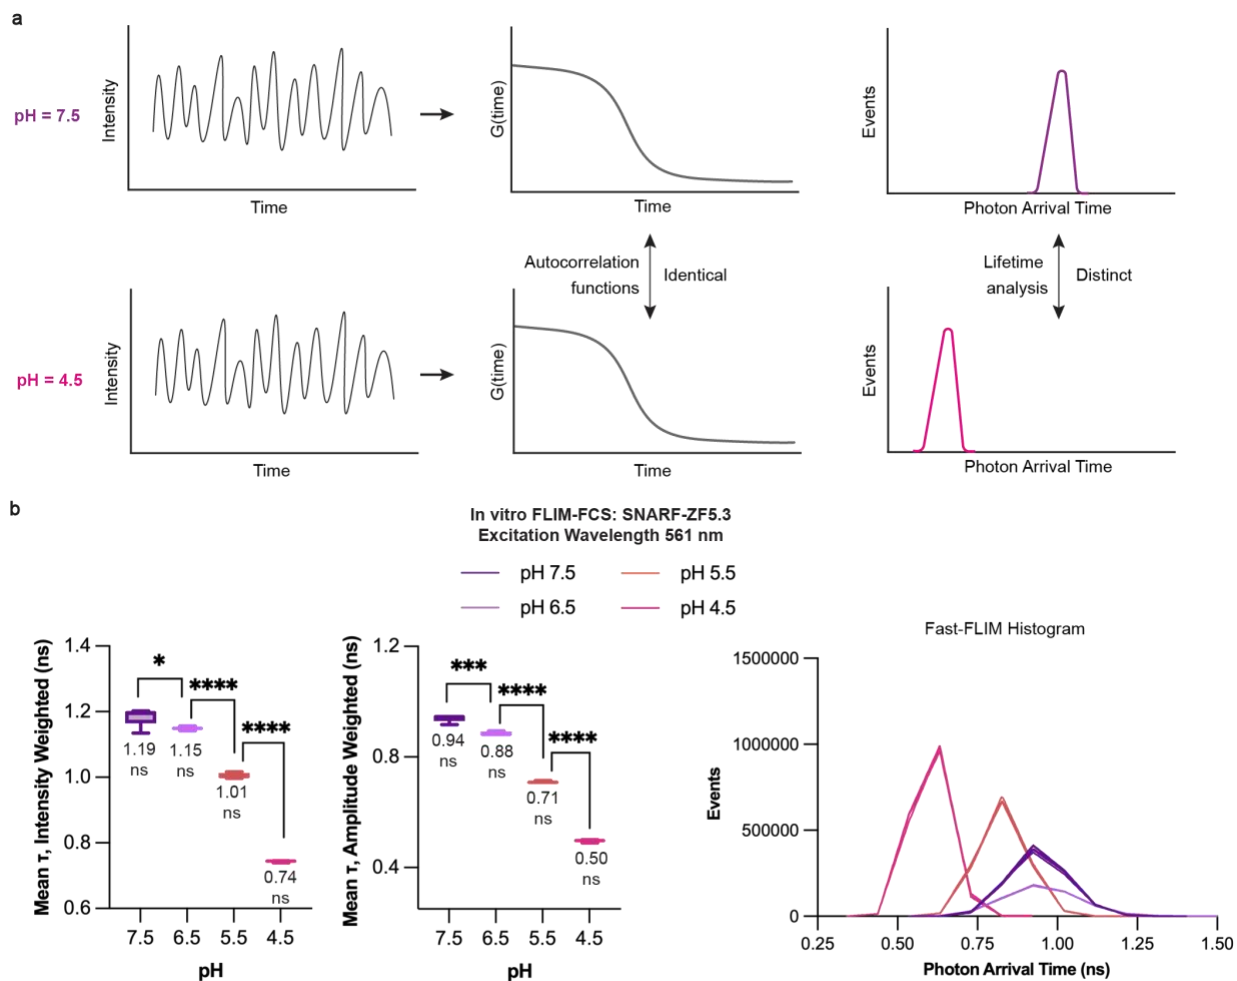 a
pH = 7.5
Intensity
Time
G(time)
Time
Events
Photon Arrival Time
Autocorrelation
functions
Identical
Lifetime
analysis
Distinct
pH = 4.5
Intensity
Time
G(time)
Time
Events
Photon Arrival Time
b
In vitro FLIM-FCS: SNARF-ZF5.3
Excitation Wavelength 561 nm
pH 7.5
pH 5.5
pH 6.5
pH 4.5
Mean τ, Intensity Weighted (ns)
1.4
1.2
1.0
0.8
0.6
*
****
****
1.19
ns
1.15
ns
1.01
ns
0.74
ns
7.5 6.5 5.5 4.5
pH
Mean τ, Amplitude Weighted (ns)
1.2
0.8
0.4
***
****
****
0.94
ns
0.88
ns
0.71
ns
0.50
ns
7.5 6.5 5.5 4.5
pH
Fast-FLIM Histogram
Events
1500000
1000000
500000
0
0.25 0.50 0.75 1.00 1.25 1.50
Photon Arrival Time (ns)